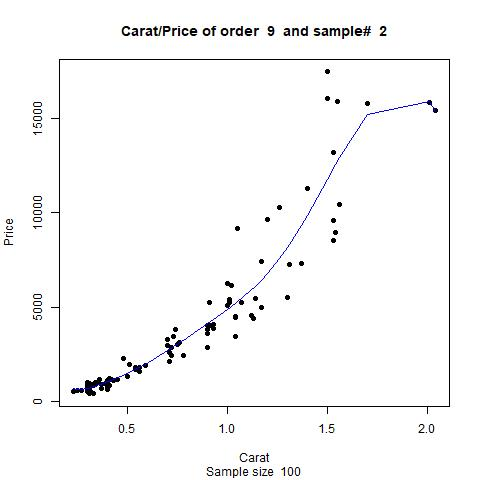 Carat/Price of order 9 and sample# 2
Price
15000
10000
5000
0
0.5 1.0 1.5 2.0
Carat
Sample size 100